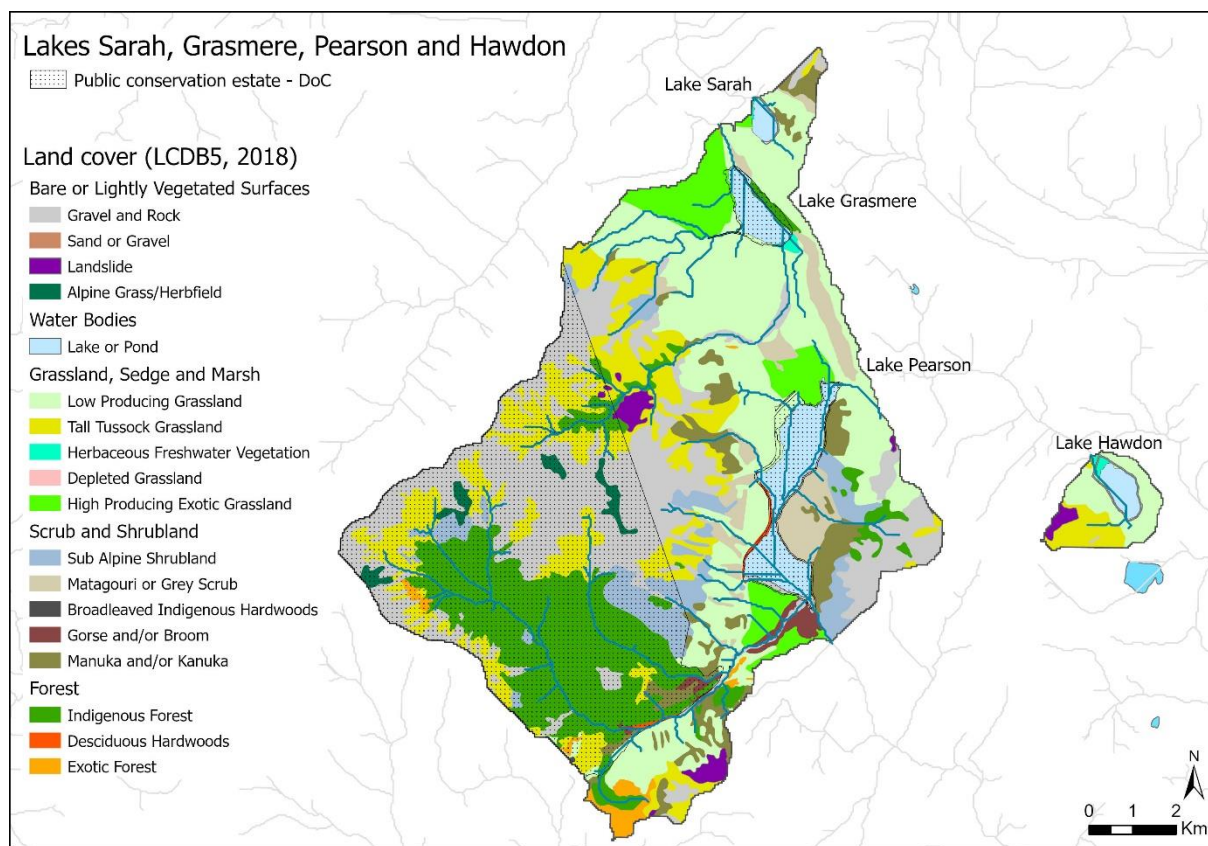 Lakes Sarah, Grasmere, Pearson and Hawdon
Public conservation estate - DoC
Land cover (LCDB5, 2018)
Bare or Lightly Vegetated Surfaces
Gravel and Rock
Sand or Gravel
Landslide
Alpine Grass/Herbfield
Water Bodies
Lake or Pond
Grassland, Sedge and Marsh
Low Producing Grassland
Tall Tussock Grassland
Herbaceous Freshwater Vegetation
Depleted Grassland
High Producing Exotic Grassland
Scrub and Shrubland
Sub Alpine Shrubland
Matagouri or Grey Scrub
Broadleaved Indigenous Hardwoods
Gorse and/or Broom
Manuka and/or Kanuka
Forest
Indigenous Forest
Desciduous Hardwoods
Exotic Forest
Lake Sarah
Lake Grasmere
Lake Pearson
Lake Hawdon
N
0 1 2
Km